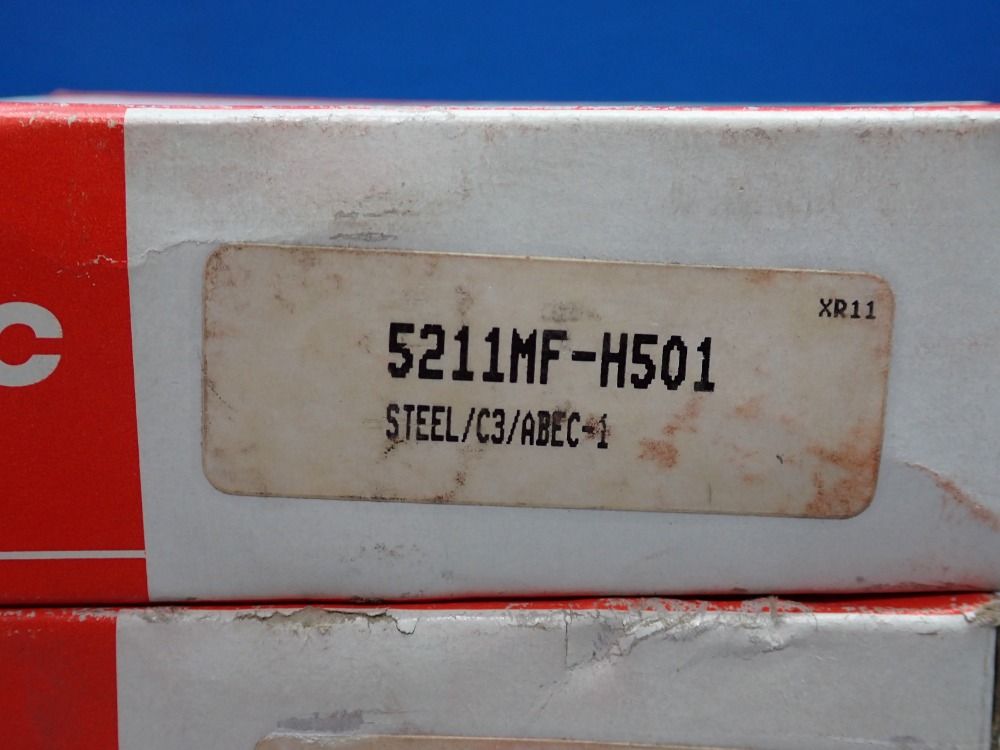 C
XR11
5211MF-H501
STEEL/C3/ABEC-1